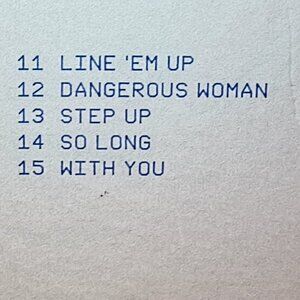 11 LINE 'EM UP
12 DANGEROUS WOMAN
13 STEP UP
14 SO LONG
15 WITH YOU